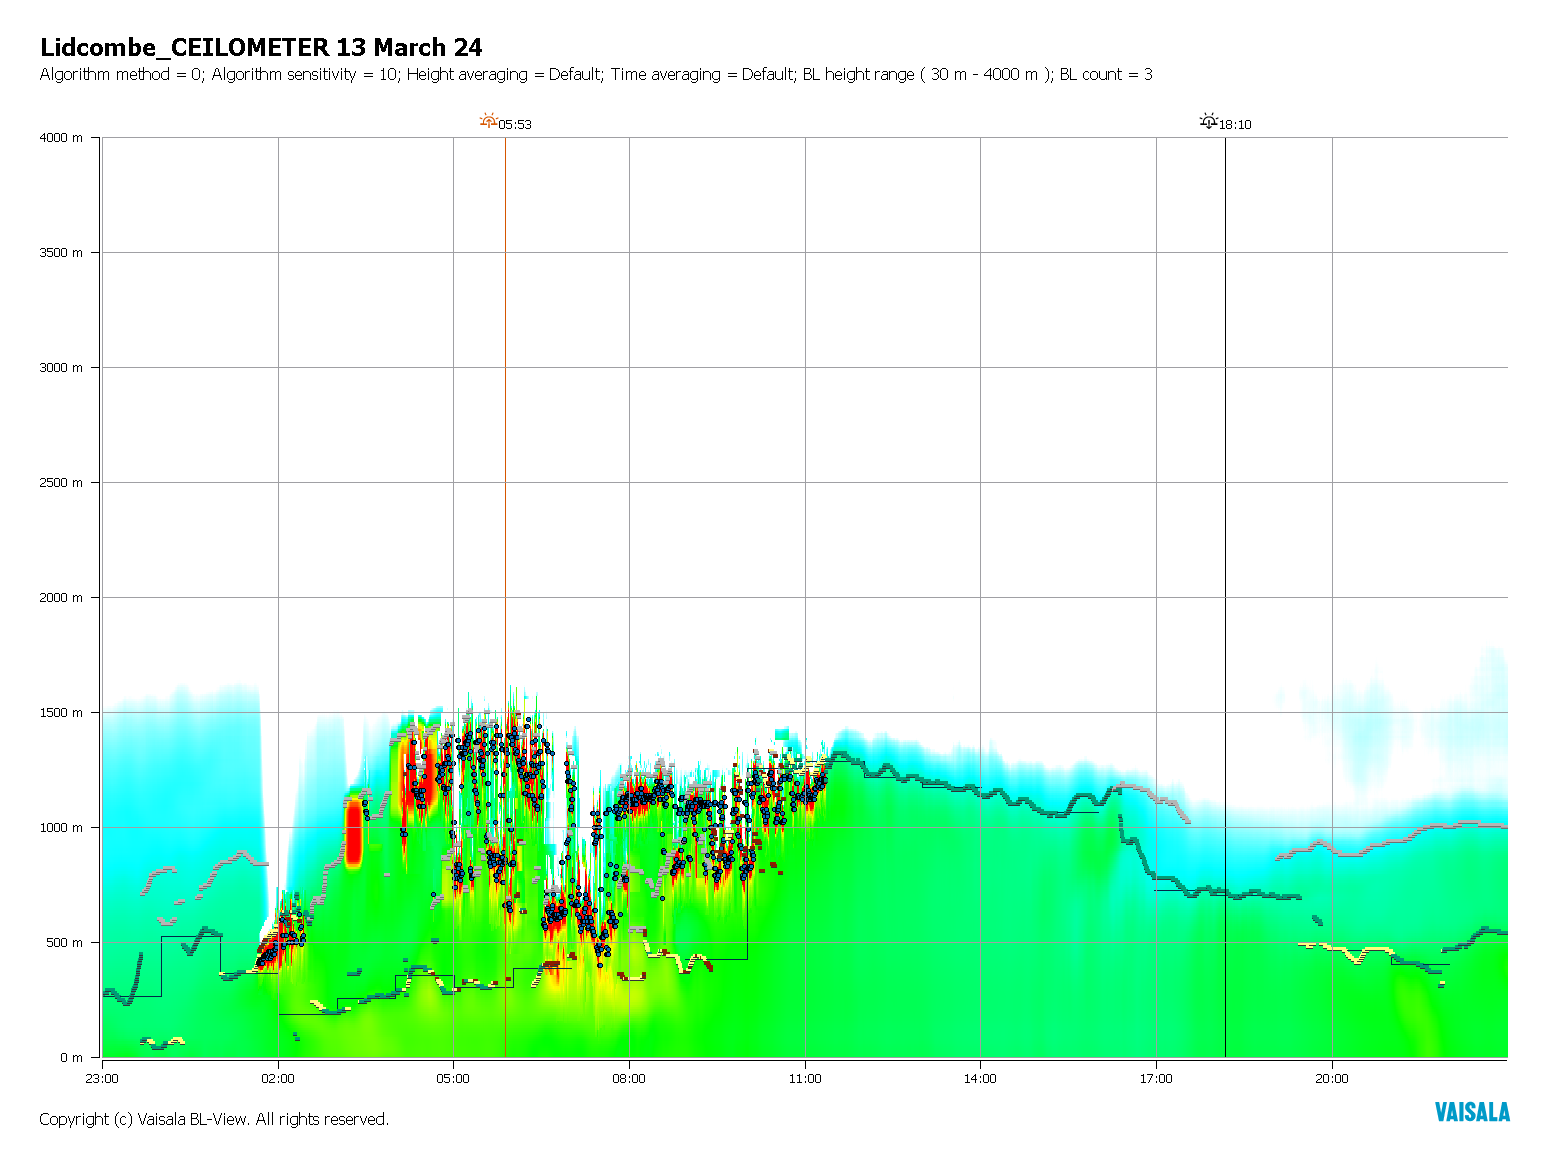 Lidcombe_CEILOMETER 13 March 24
Algorithm method = 0; Algorithm sensitivity = 10; Height averaging = Default; Time averaging = Default; BL height range ( 30 m - 4000 m ); BL count = 3
05:53
18:10
4000 m
3500 m
3000 m
2500 m
2000 m
1500 m
1000 m
500 m
0 m
23:00
02:00
05:00
08:00
11:00
14:00
17:00
20:00
Copyright (c) Vaisala BL-View. All rights reserved.
VAISALA